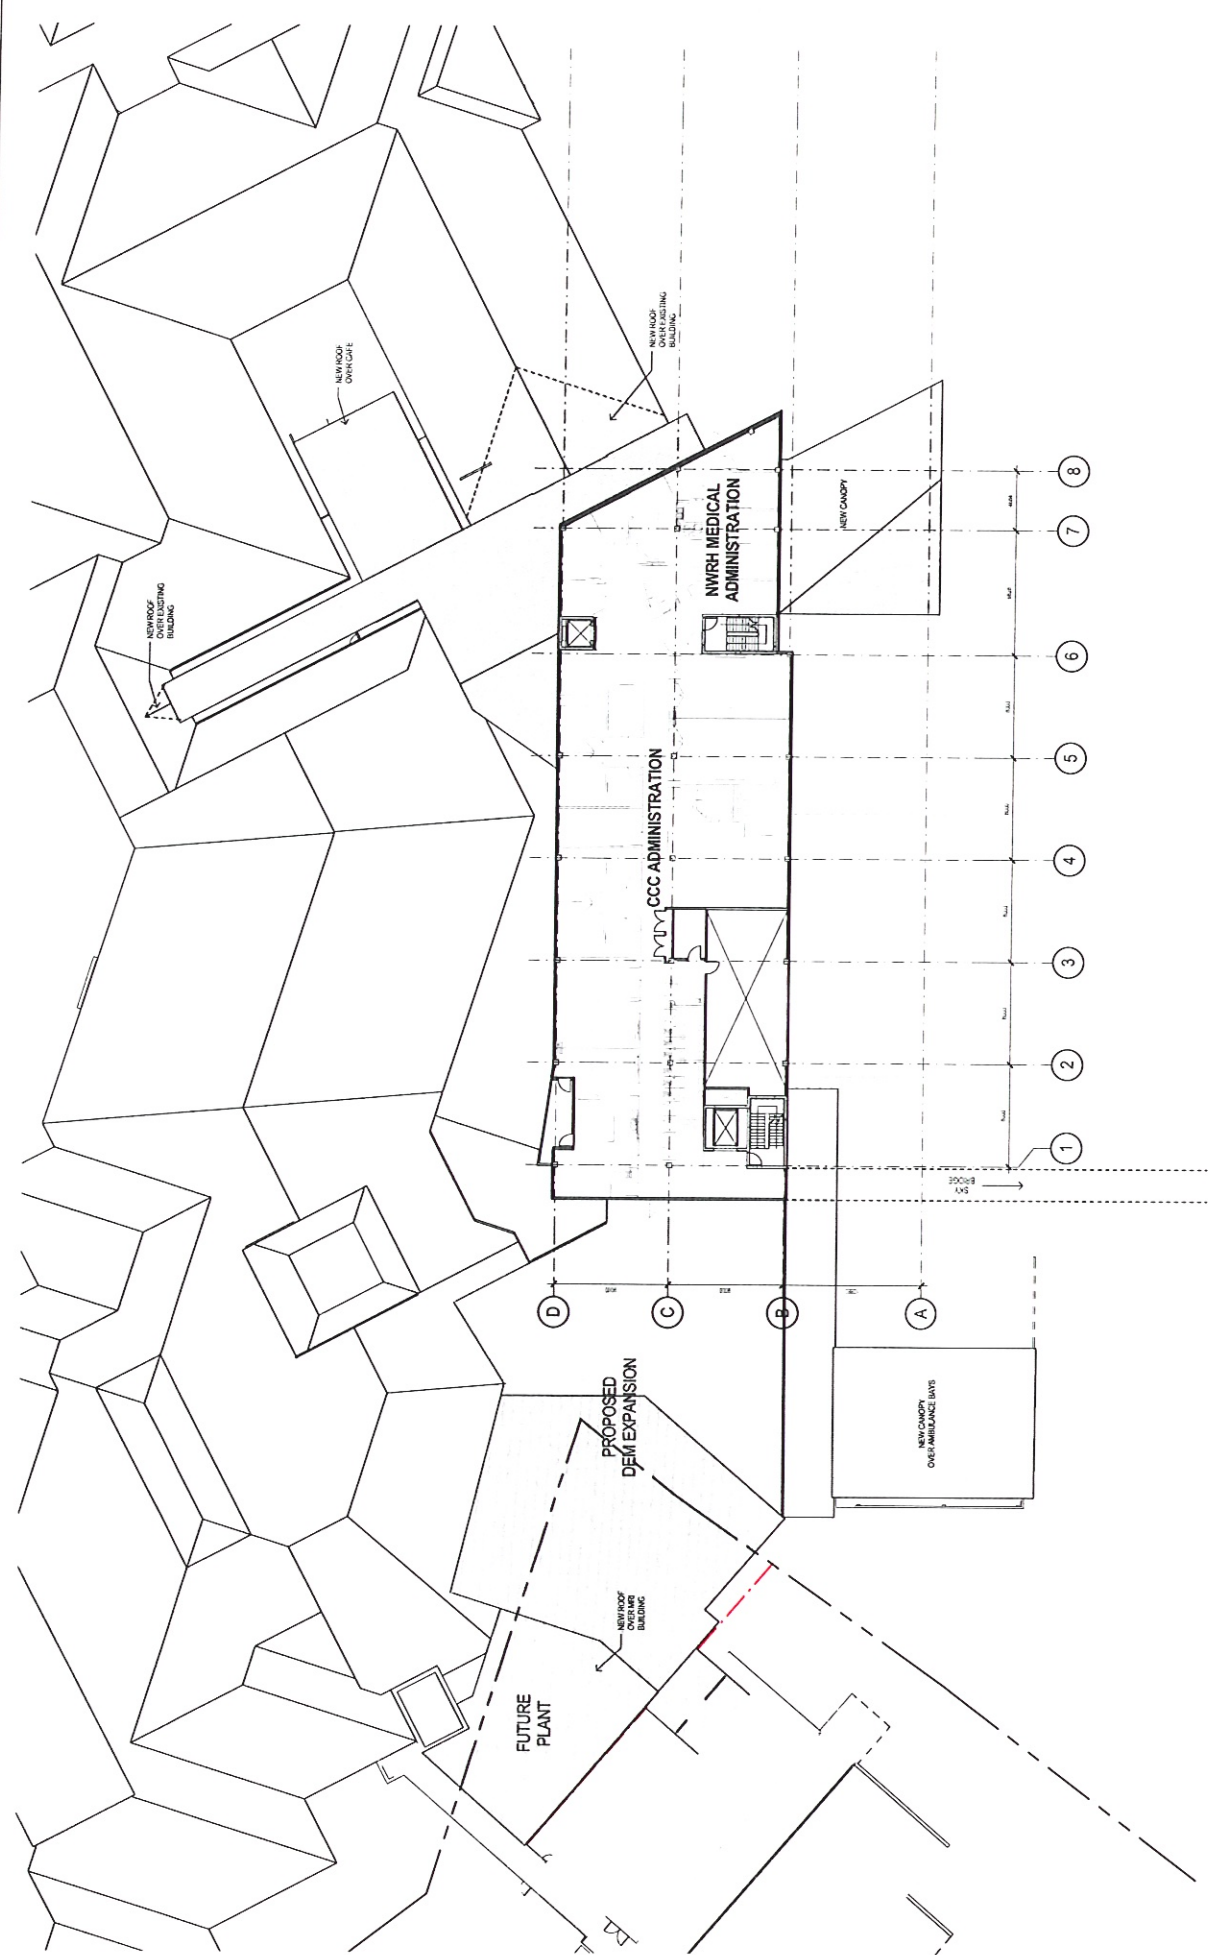 NEW ROOF
OVER EXISTING
BUILDING
NEW ROOF
OVER CAFE
NEW ROOF
OVER EXISTING
BUILDING
NWRH MEDICAL
ADMINISTRATION
NEW CANOPY
CCC ADMINISTRATION
8
7
6
5
4
3
2
1
SKY
BRIDGE
D
C
B
A
PROPOSED
DEM EXPANSION
NEW CANOPY
OVER AMBULANCE BAYS
NEW ROOF
OVER MRI
BUILDING
FUTURE
PLANT